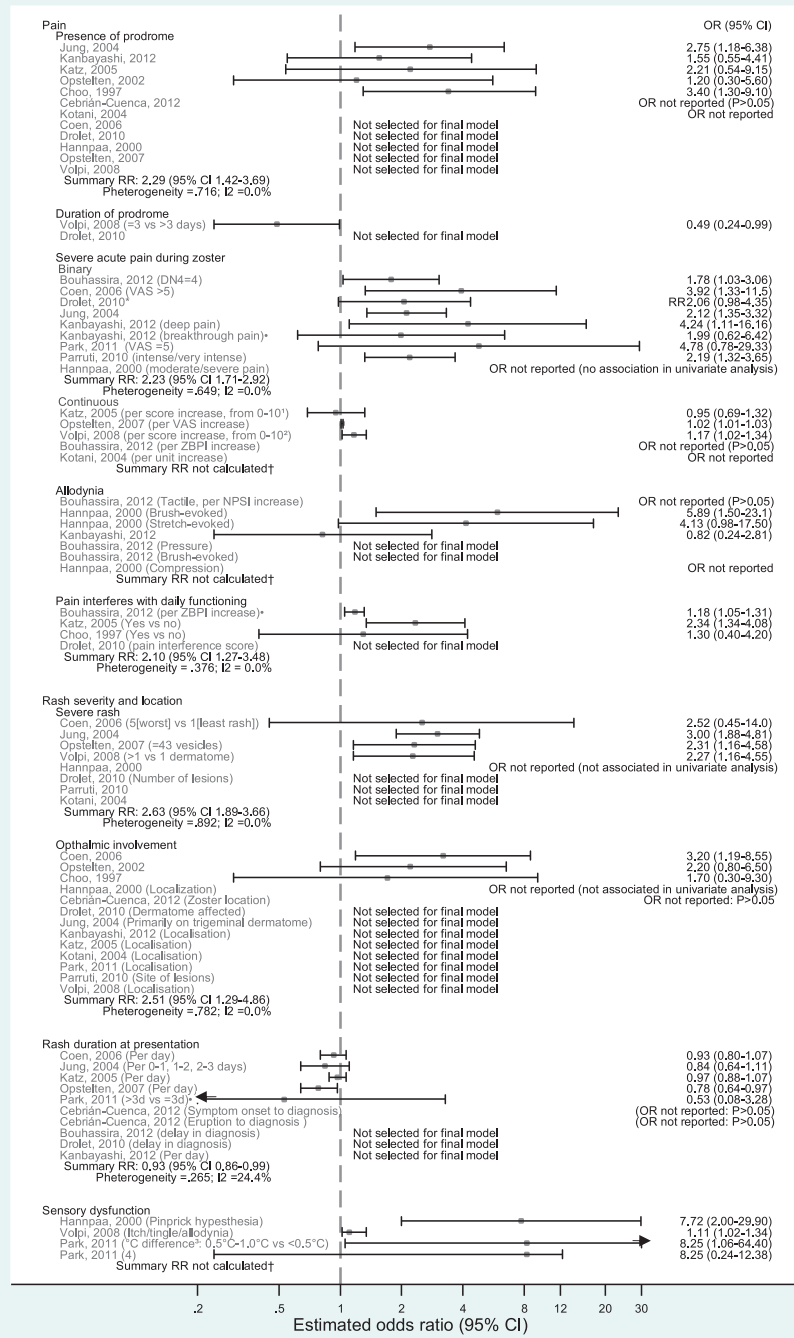 Pain OR (95% CI)
Presence of prodrome
Jung, 2004 2.75 (1.18-6.38)
Kanbayashi, 2012 1.55 (0.55-4.41)
Katz, 2005 2.21 (0.54-9.15)
Opstelten, 2002 1.20 (0.30-5.60)
Choo, 1997 3.40 (1.30-9.10)
Cebrián-Cuenca, 2012 OR not reported (P>0.05)
Kotani, 2004 OR not reported
Coen, 2006 Not selected for final model
Drolet, 2010 Not selected for final model
Hannpaa, 2000 Not selected for final model
Opstelten, 2007 Not selected for final model
Volpi, 2008 Not selected for final model
Summary RR: 2.29 (95% CI 1.42-3.69)
Pheterogeneity =.716; I2 =0.0%
Duration of prodrome
Volpi, 2008 (=3 vs >3 days) 0.49 (0.24-0.99)
Drolet, 2010 Not selected for final model
Severe acute pain during zoster
Binary
Bouhassira, 2012 (DN4=4) 1.78 (1.03-3.06)
Coen, 2006 (VAS >5) 3.92 (1.33-11.5)
Drolet, 2010* RR2.06 (0.98-4.35)
Jung, 2004 2.12 (1.35-3.32)
Kanbayashi, 2012 (deep pain) 4.24 (1.11-16.16)
Kanbayashi, 2012 (breakthrough pain)• 1.99 (0.62-6.42)
Park, 2011 (VAS =5) 4.78 (0.78-29.33)
Parruti, 2010 (intense/very intense) 2.19 (1.32-3.65)
Hannpaa, 2000 (moderate/severe pain) OR not reported (no association in univariate analysis)
Summary RR: 2.23 (95% CI 1.71-2.92)
Pheterogeneity =.649; I2 =0.0%
Continuous
Katz, 2005 (per score increase, from 0-10¹) 0.95 (0.69-1.32)
Opstelten, 2007 (per VAS increase) 1.02 (1.01-1.03)
Volpi, 2008 (per score increase, from 0-10²) 1.17 (1.02-1.34)
Bouhassira, 2012 (per ZBPI increase) OR not reported (P>0.05)
Kotani, 2004 (per unit increase) OR not reported
Summary RR not calculated†
Allodynia
Bouhassira, 2012 (Tactile, per NPSI increase) OR not reported (P>0.05)
Hannpaa, 2000 (Brush-evoked) 5.89 (1.50-23.1)
Hannpaa, 2000 (Stretch-evoked) 4.13 (0.98-17.50)
Kanbayashi, 2012 0.82 (0.24-2.81)
Bouhassira, 2012 (Pressure) Not selected for final model
Bouhassira, 2012 (Brush-evoked) Not selected for final model
Hannpaa, 2000 (Compression) OR not reported
Summary RR not calculated†
Pain interferes with daily functioning
Bouhassira, 2012 (per ZBPI increase)• 1.18 (1.05-1.31)
Katz, 2005 (Yes vs no) 2.34 (1.34-4.08)
Choo, 1997 (Yes vs no) 1.30 (0.40-4.20)
Drolet, 2010 (pain interference score) Not selected for final model
Summary RR: 2.10 (95% CI 1.27-3.48)
Pheterogeneity = .376; I2 = 0.0%
Rash severity and location
Severe rash
Coen, 2006 (5[worst] vs 1[least rash]) 2.52 (0.45-14.0)
Jung, 2004 3.00 (1.88-4.81)
Opstelten, 2007 (=43 vesicles) 2.31 (1.16-4.58)
Volpi, 2008 (>1 vs 1 dermatome) 2.27 (1.16-4.55)
Hannpaa, 2000 OR not reported (not associated in univariate analysis)
Drolet, 2010 (Number of lesions) Not selected for final model
Parruti, 2010 Not selected for final model
Kotani, 2004 Not selected for final model
Summary RR: 2.63 (95% CI 1.89-3.66)
Pheterogeneity =.892; I2 =0.0%
Opthalmic involvement
Coen, 2006 3.20 (1.19-8.55)
Opstelten, 2002 2.20 (0.80-6.50)
Choo, 1997 1.70 (0.30-9.30)
Hannpaa, 2000 (Localization) OR not reported (not associated in univariate analysis)
Cebrián-Cuenca, 2012 (Zoster location) OR not reported: P>0.05
Drolet, 2010 (Dermatome affected) Not selected for final model
Jung, 2004 (Primarily on trigeminal dermatome) Not selected for final model
Kanbayashi, 2012 (Localisation) Not selected for final model
Katz, 2005 (Localisation) Not selected for final model
Kotani, 2004 (Localisation) Not selected for final model
Park, 2011 (Localisation) Not selected for final model
Parruti, 2010 (Site of lesions) Not selected for final model
Volpi, 2008 (Localisation) Not selected for final model
Summary RR: 2.51 (95% CI 1.29-4.86)
Pheterogeneity =.782; I2 =0.0%
Rash duration at presentation
Coen, 2006 (Per day) 0.93 (0.80-1.07)
Jung, 2004 (Per 0-1, 1-2, 2-3 days) 0.84 (0.64-1.11)
Katz, 2005 (Per day) 0.97 (0.88-1.07)
Opstelten, 2007 (Per day) 0.78 (0.64-0.97)
Park, 2011 (>3d vs =3d)• 0.53 (0.08-3.28)
Cebrián-Cuenca, 2012 (Symptom onset to diagnosis) (OR not reported: P>0.05)
Cebrián-Cuenca, 2012 (Eruption to diagnosis ) (OR not reported: P>0.05)
Bouhassira, 2012 (delay in diagnosis) Not selected for final model
Drolet, 2010 (delay in diagnosis) Not selected for final model
Kanbayashi, 2012 (Per day) Not selected for final model
Summary RR: 0.93 (95% CI 0.86-0.99)
Pheterogeneity =.265; I2 =24.4%
Sensory dysfunction
Hannpaa, 2000 (Pinprick hypesthesia) 7.72 (2.00-29.90)
Volpi, 2008 (Itch/tingle/allodynia) 1.11 (1.02-1.34)
Park, 2011 (°C difference³: 0.5°C-1.0°C vs <0.5°C) 8.25 (1.06-64.40)
Park, 2011 (4) 8.25 (0.24-12.38)
Summary RR not calculated†
.2 .5 1 2 4 8 12 20 30
Estimated odds ratio (95% CI)